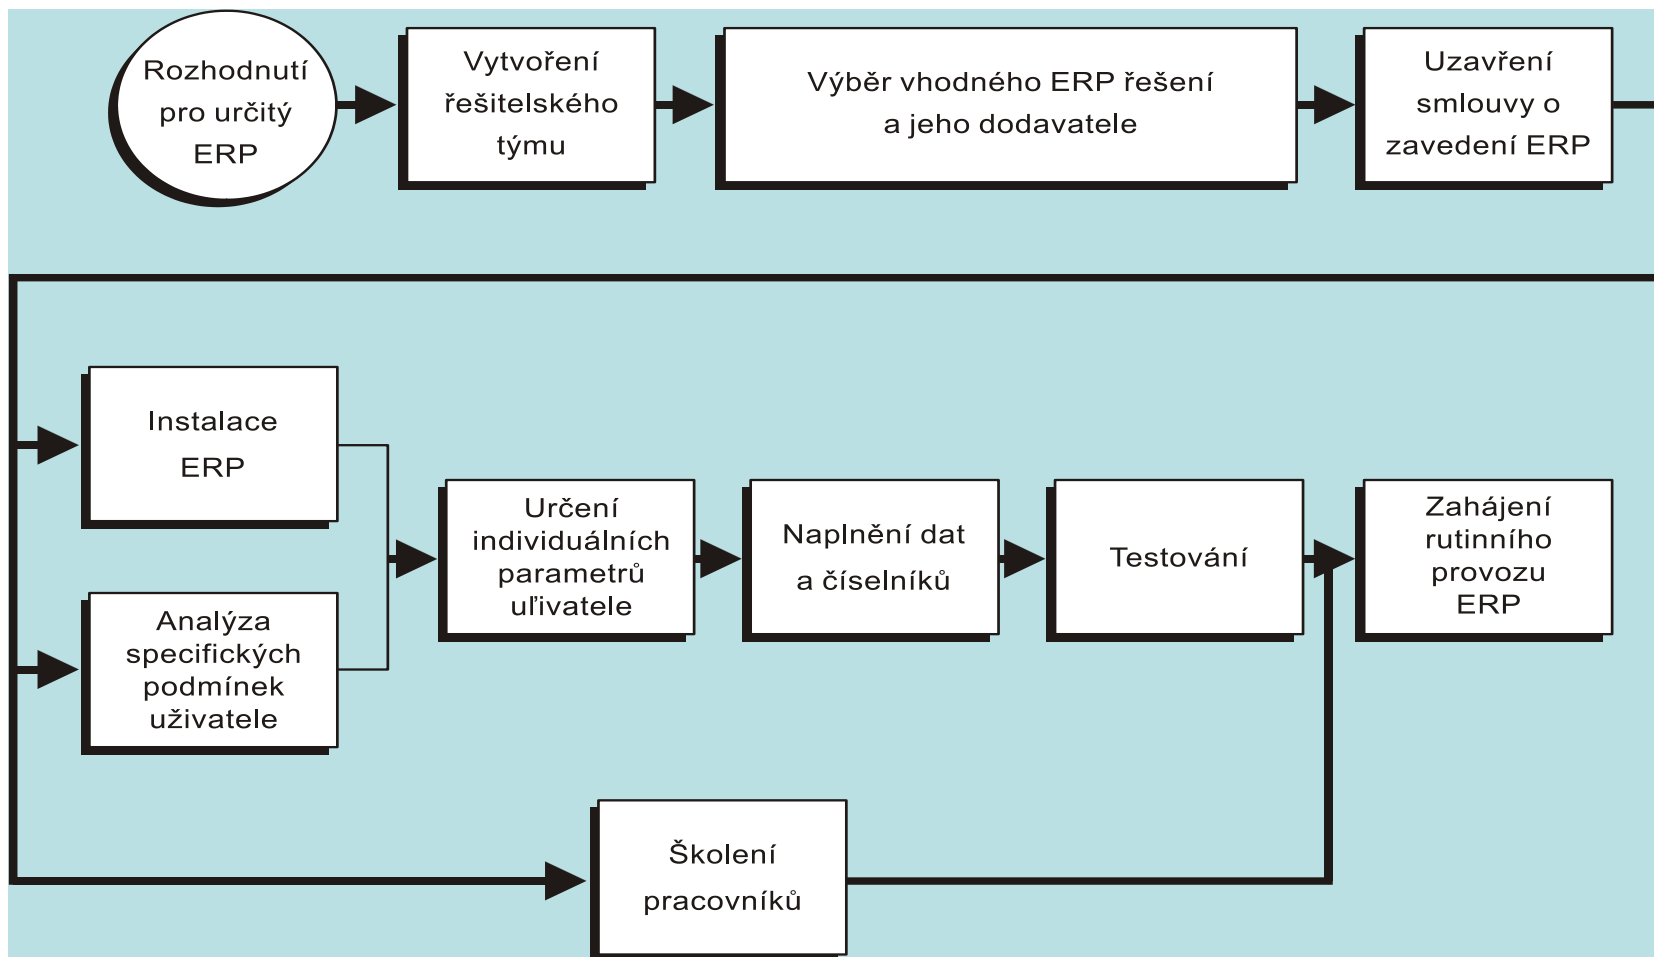 Rozhodnutí
pro určitý
ERP
Vytvoření
řešitelského
týmu
Výběr vhodného ERP řešení
a jeho dodavatele
Uzavření
smlouvy o
zavedení ERP
Instalace
ERP
Analýza
specifických
podmínek
uživatele
Určení
individuálních
parametrů
uľivatele
Naplnění dat
a číselníků
Testování
Zahájení
rutinního
provozu
ERP
Školení
pracovníků